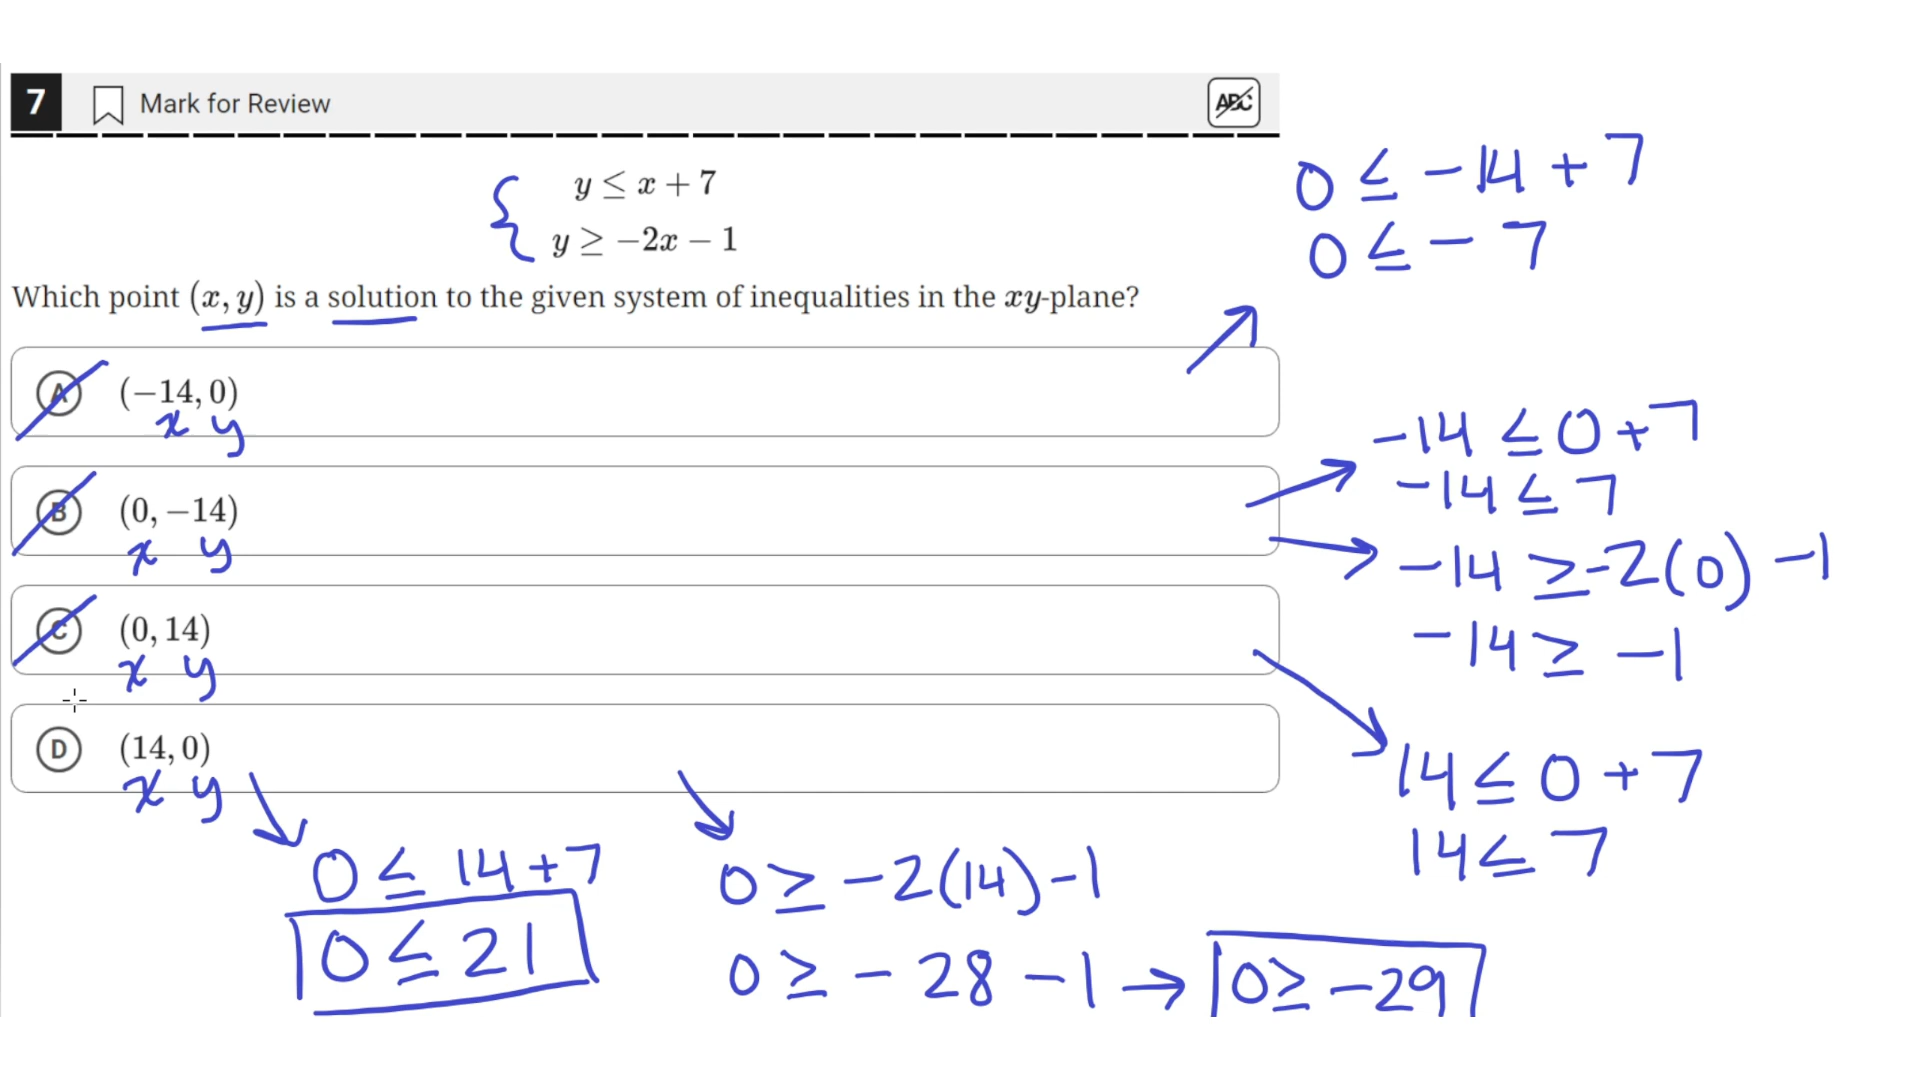 7 Mark for Review ABC
{ y ≤ x + 7
y ≥ −2x − 1
Which point (x, y) is a solution to the given system of inequalities in the xy-plane?
A (−14, 0)
x y
B (0, −14)
x y
C (0, 14)
x y
D (14, 0)
x y
0 ≤ -14 + 7
0 ≤ - 7
-14 ≤ 0 + 7
-14 ≤ 7
-14 ≥ -2(0) -1
-14 ≥ -1
14 ≤ 0 + 7
14 ≤ 7
0 ≤ 14 + 7
0 ≤ 21
0 ≥ -2(14) -1
0 ≥ - 28 - 1 → 0 ≥ -29